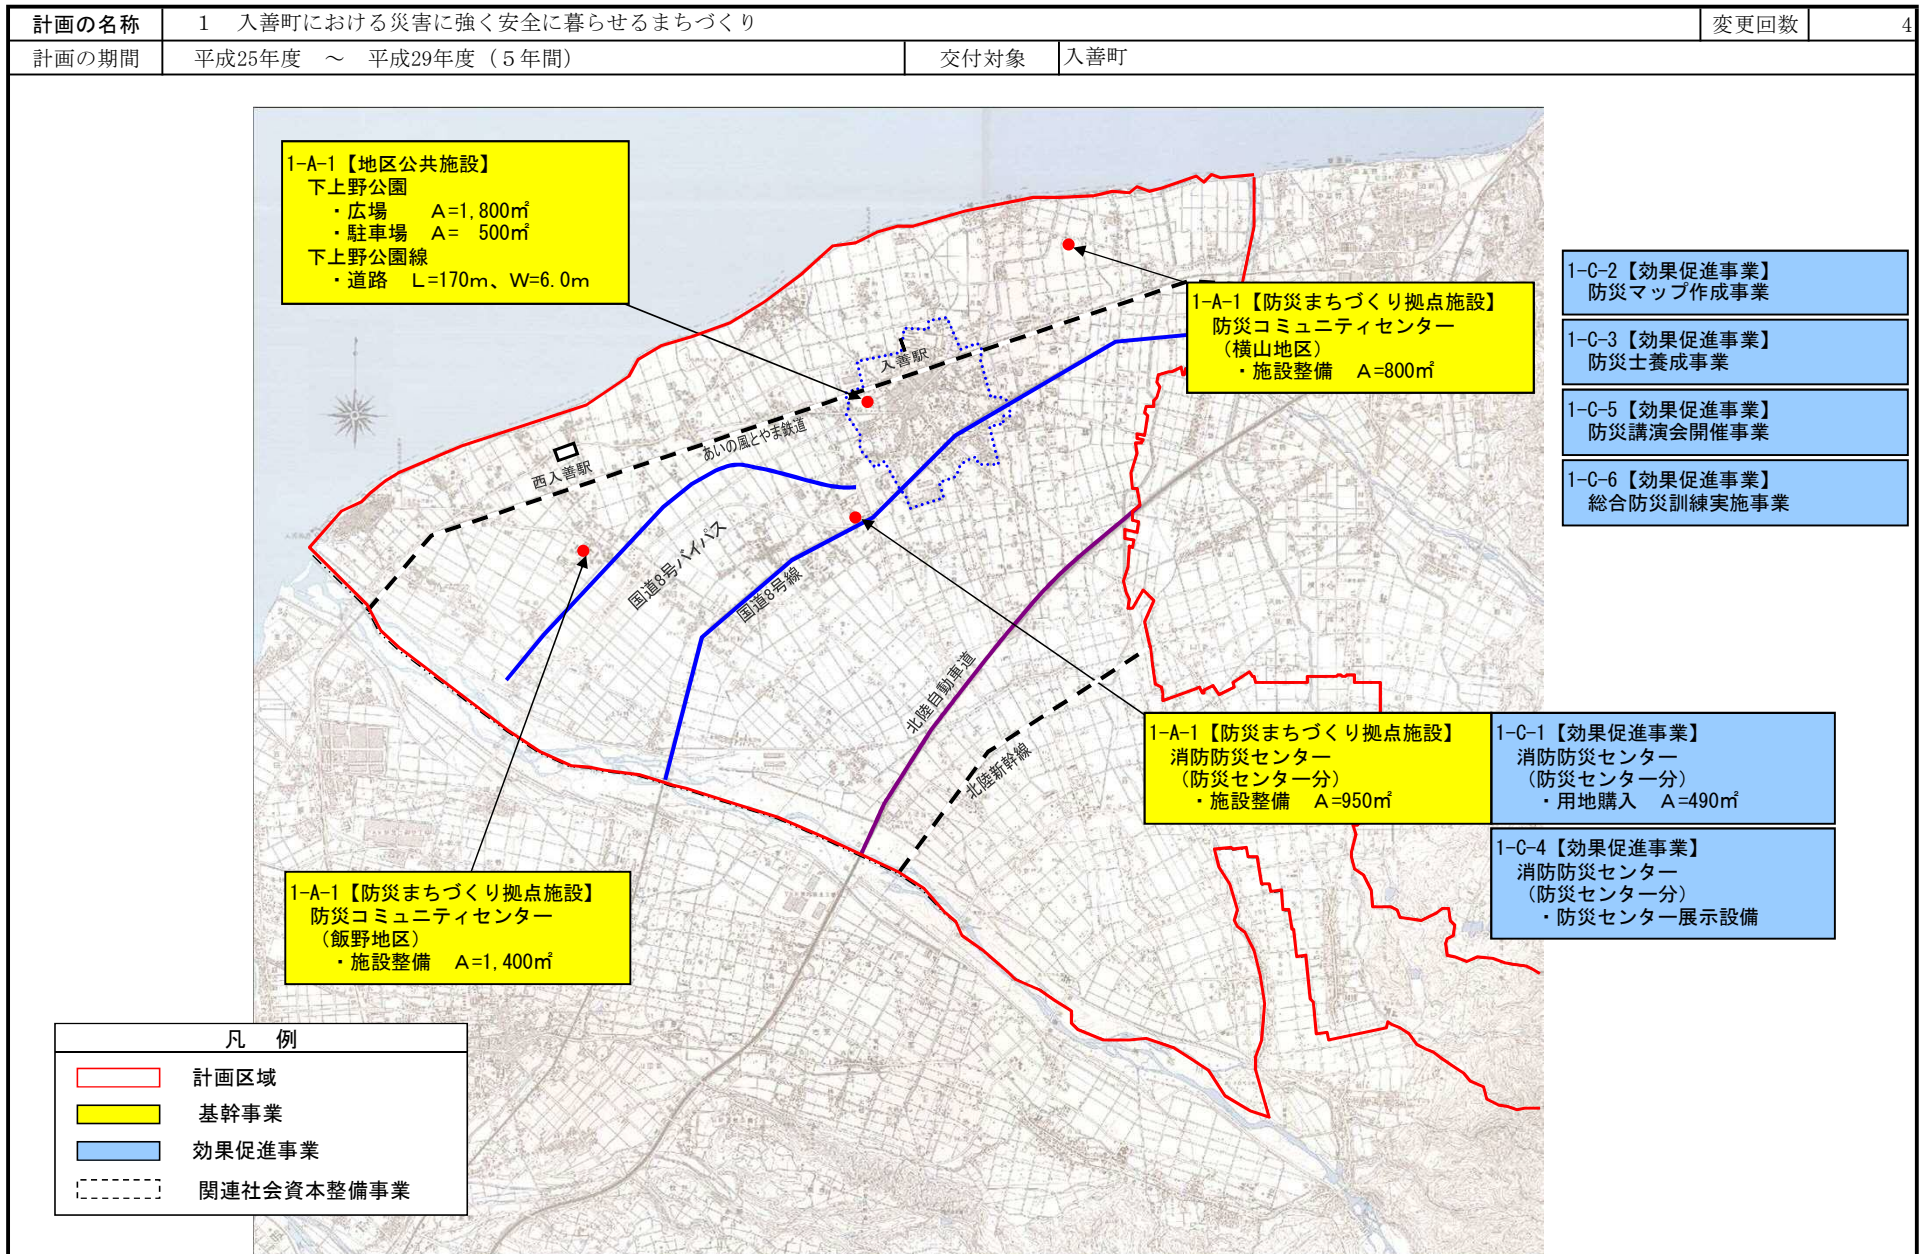 計画の名称 1 入善町における災害に強く安全に暮らせるまちづくり 変更回数 4
計画の期間 平成25年度 ～ 平成29年度（５年間） 交付対象 入善町
1-A-1【地区公共施設】
下上野公園
・広場 A=1,800㎡
・駐車場 A= 500㎡
下上野公園線
・道路 L=170m、W=6.0m
1-A-1【防災まちづくり拠点施設】
防災コミュニティセンター
（横山地区）
・施設整備 A=800㎡
1-C-2【効果促進事業】
防災マップ作成事業
1-C-3【効果促進事業】
防災士養成事業
1-C-5【効果促進事業】
防災講演会開催事業
1-C-6【効果促進事業】
総合防災訓練実施事業
入善駅
あいの風とやま鉄道
西入善駅
国道8号バイパス
国道8号線
北陸自動車道
北陸新幹線
1-A-1【防災まちづくり拠点施設】
消防防災センター
（防災センター分）
・施設整備 A=950㎡
1-C-1【効果促進事業】
消防防災センター
（防災センター分）
・用地購入 A=490㎡
1-C-4【効果促進事業】
消防防災センター
（防災センター分）
・防災センター展示設備
1-A-1【防災まちづくり拠点施設】
防災コミュニティセンター
（飯野地区）
・施設整備 A=1,400㎡
凡 例
計画区域
基幹事業
効果促進事業
関連社会資本整備事業